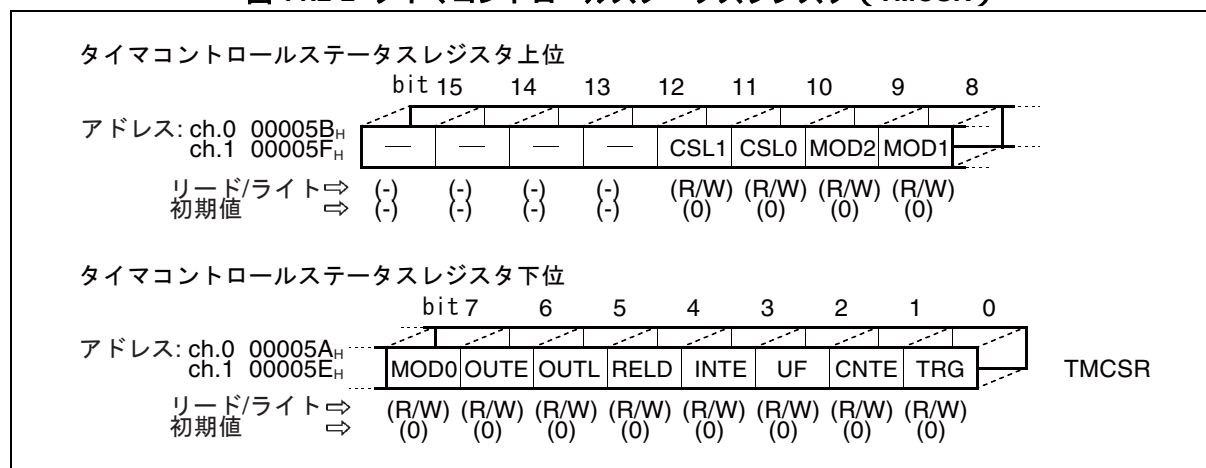 タイマコントロールステータスレジスタ上位
bit 15 14 13 12 11 10 9 8
アドレス: ch.0 00005BH
ch.1 00005FH
— — — — CSL1 CSL0 MOD2 MOD1
リード/ライト⇨ (-) (-) (-) (-) (R/W) (R/W) (R/W) (R/W)
初期値 ⇨ (-) (-) (-) (-) (0) (0) (0) (0)
タイマコントロールステータスレジスタ下位
bit 7 6 5 4 3 2 1 0
アドレス: ch.0 00005AH
ch.1 00005EH
MOD0 OUTE OUTL RELD INTE UF CNTE TRG TMCSR
リード/ライト⇨ (R/W) (R/W) (R/W) (R/W) (R/W) (R/W) (R/W) (R/W)
初期値 ⇨ (0) (0) (0) (0) (0) (0) (0) (0)